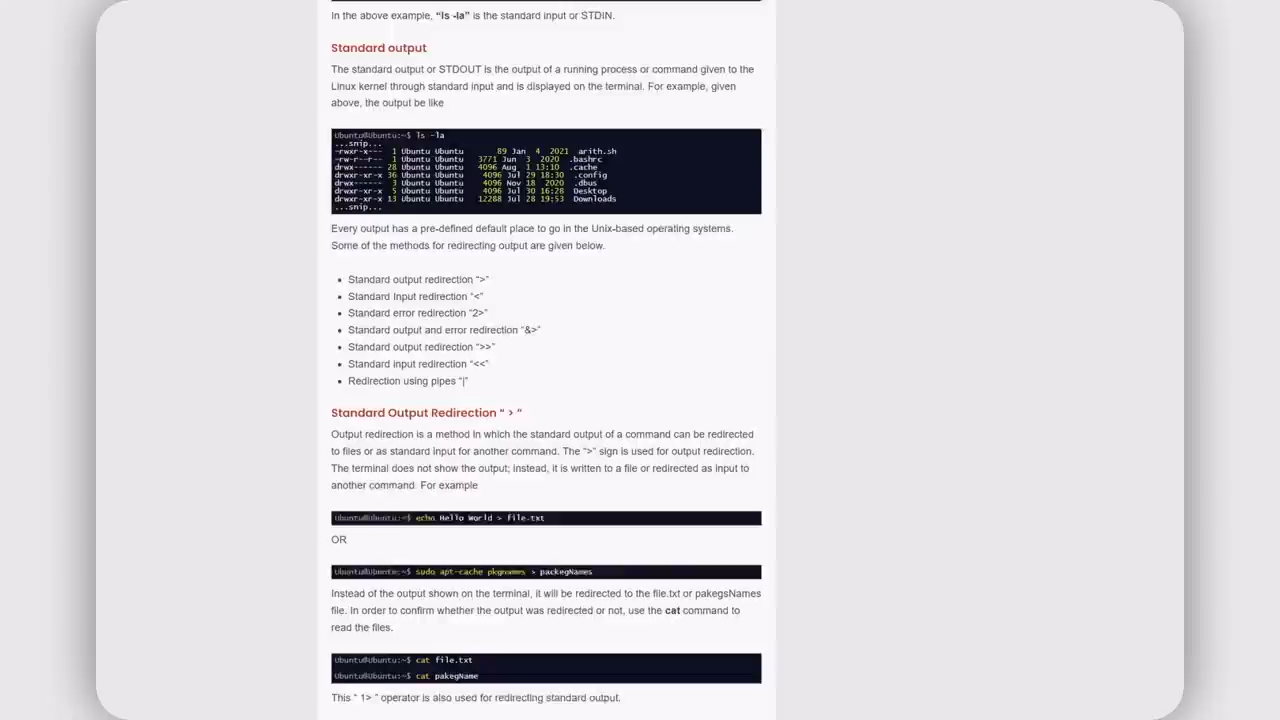 In the above example, “ls -la” is the standard input or STDIN.
Standard output
The standard output or STDOUT is the output of a running process or command given to the
Linux kernel through standard input and is displayed on the terminal. For example, given
above, the output be like
Ubuntu@Ubuntu:~$ ls -la
...snip...
-rwxr-x--- 1 Ubuntu Ubuntu 89 Jan 4 2021 arith.sh
-rw-r--r-- 1 Ubuntu Ubuntu 3771 Jun 3 2020 .bashrc
drwx------ 28 Ubuntu Ubuntu 4096 Aug 1 13:10 .cache
drwxr-xr-x 36 Ubuntu Ubuntu 4096 Jul 29 18:30 .config
drwx------ 3 Ubuntu Ubuntu 4096 Nov 18 2020 .dbus
drwxr-xr-x 5 Ubuntu Ubuntu 4096 Jul 30 16:28 Desktop
drwxr-xr-x 13 Ubuntu Ubuntu 12288 Jul 28 19:53 Downloads
...snip...
Every output has a pre-defined default place to go in the Unix-based operating systems.
Some of the methods for redirecting output are given below.
• Standard output redirection “>”
• Standard Input redirection “<”
• Standard error redirection “2>”
• Standard output and error redirection “&>”
• Standard output redirection “>>”
• Standard input redirection “<<”
• Redirection using pipes “|”
Standard Output Redirection “ > ”
Output redirection is a method in which the standard output of a command can be redirected
to files or as standard input for another command. The “>” sign is used for output redirection.
The terminal does not show the output; instead, it is written to a file or redirected as input to
another command. For example
Ubuntu@Ubuntu:~$ echo Hello World > file.txt
OR
Ubuntu@Ubuntu:~$ sudo apt-cache pkgnames > packegNames
Instead of the output shown on the terminal, it will be redirected to the file.txt or pakegsNames
file. In order to confirm whether the output was redirected or not, use the cat command to
read the files.
Ubuntu@Ubuntu:~$ cat file.txt
Ubuntu@Ubuntu:~$ cat pakegName
This “ 1> ” operator is also used for redirecting standard output.